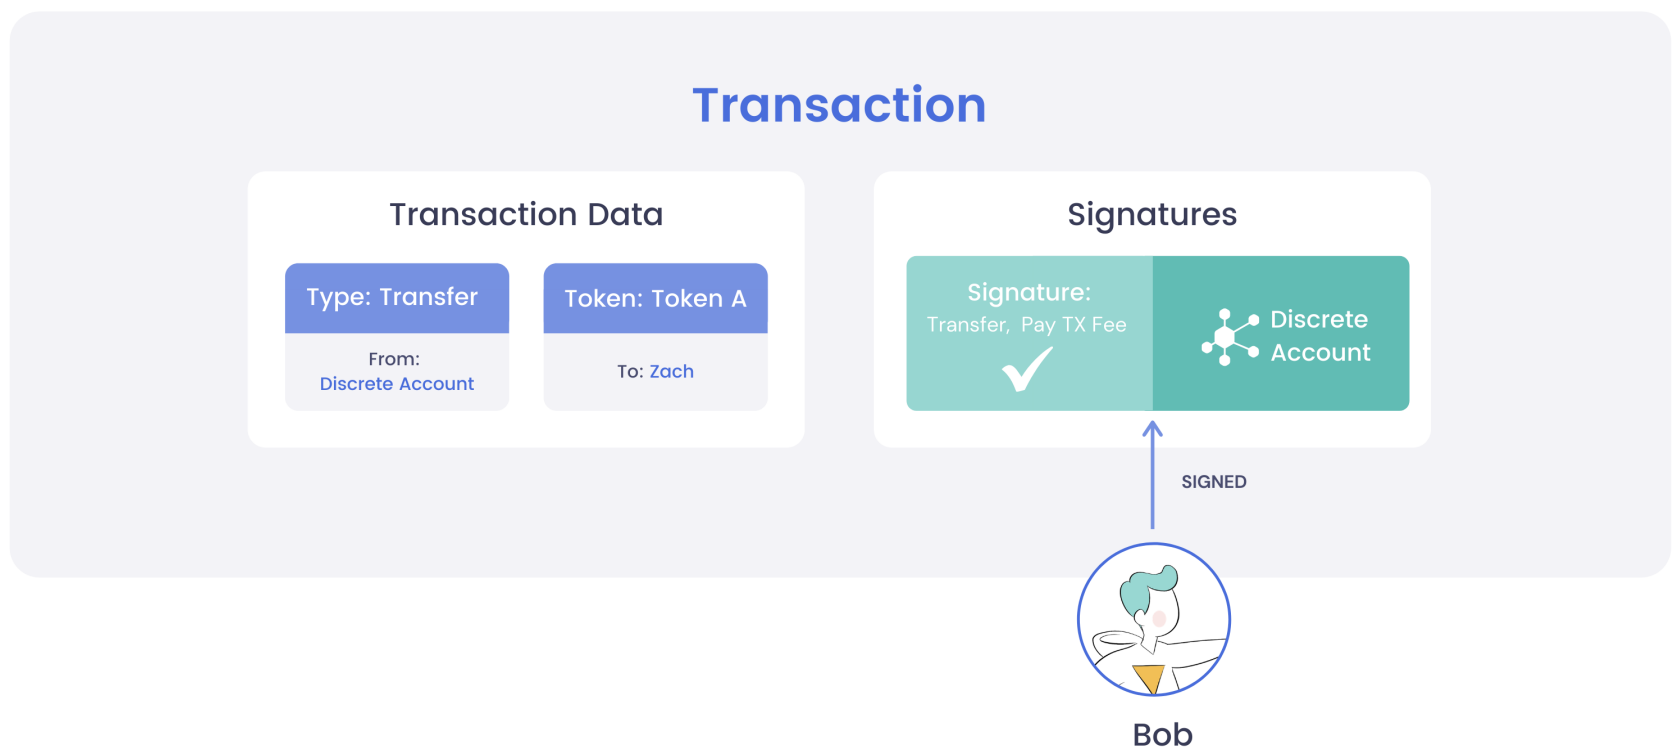 Transaction
Transaction Data
Type: Transfer
From:
Discrete Account
Token: Token A
To: Zach
Signatures
Signature:
Transfer, Pay TX Fee
Discrete
Account
SIGNED
Bob